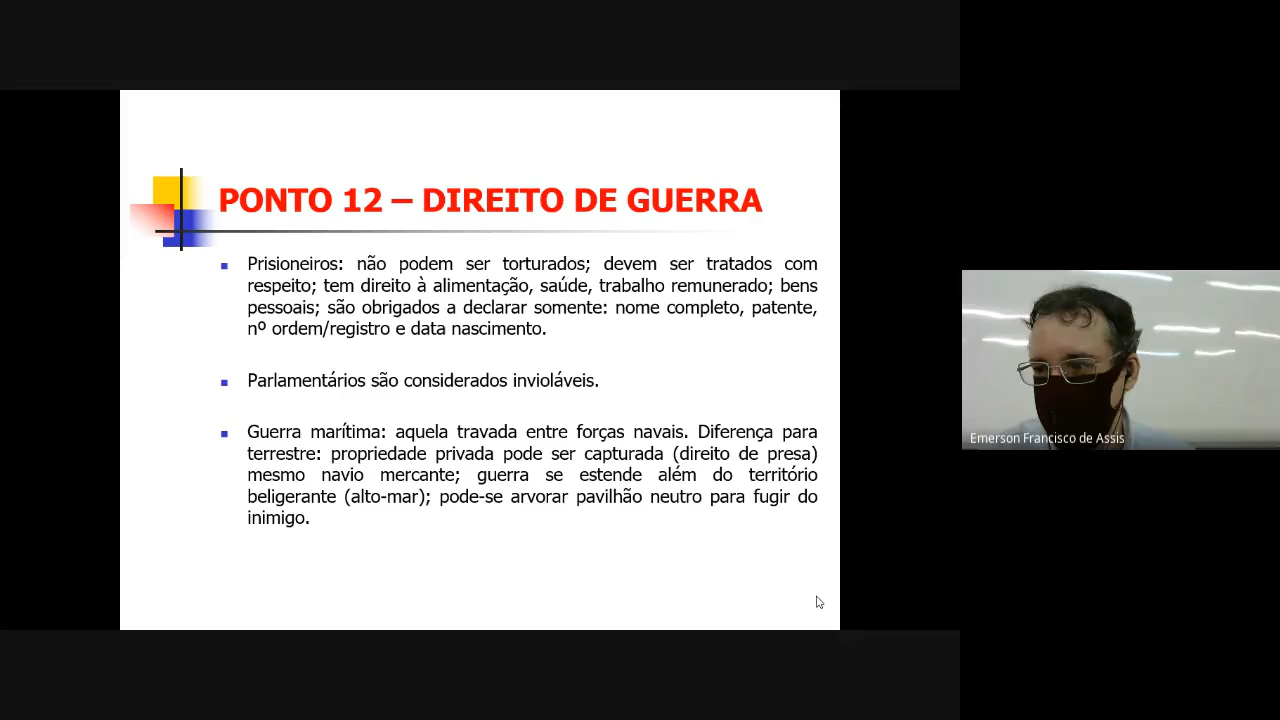 PONTO 12 – DIREITO DE GUERRA
Prisioneiros: não podem ser torturados; devem ser tratados com
respeito; tem direito à alimentação, saúde, trabalho remunerado; bens
pessoais; são obrigados a declarar somente: nome completo, patente,
nº ordem/registro e data nascimento.
Parlamentários são considerados invioláveis.
Guerra marítima: aquela travada entre forças navais. Diferença para
terrestre: propriedade privada pode ser capturada (direito de presa)
mesmo navio mercante; guerra se estende além do território
beligerante (alto-mar); pode-se arvorar pavilhão neutro para fugir do
inimigo.
Emerson Francisco de Assis